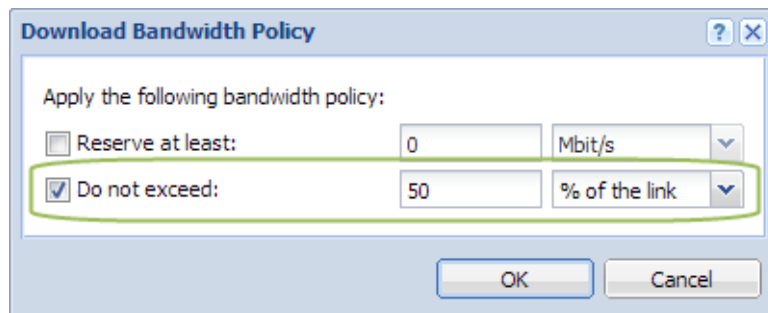 Download Bandwidth Policy
?
Apply the following bandwidth policy:
Reserve at least: 0 Mbit/s
Do not exceed: 50 % of the link
OK Cancel